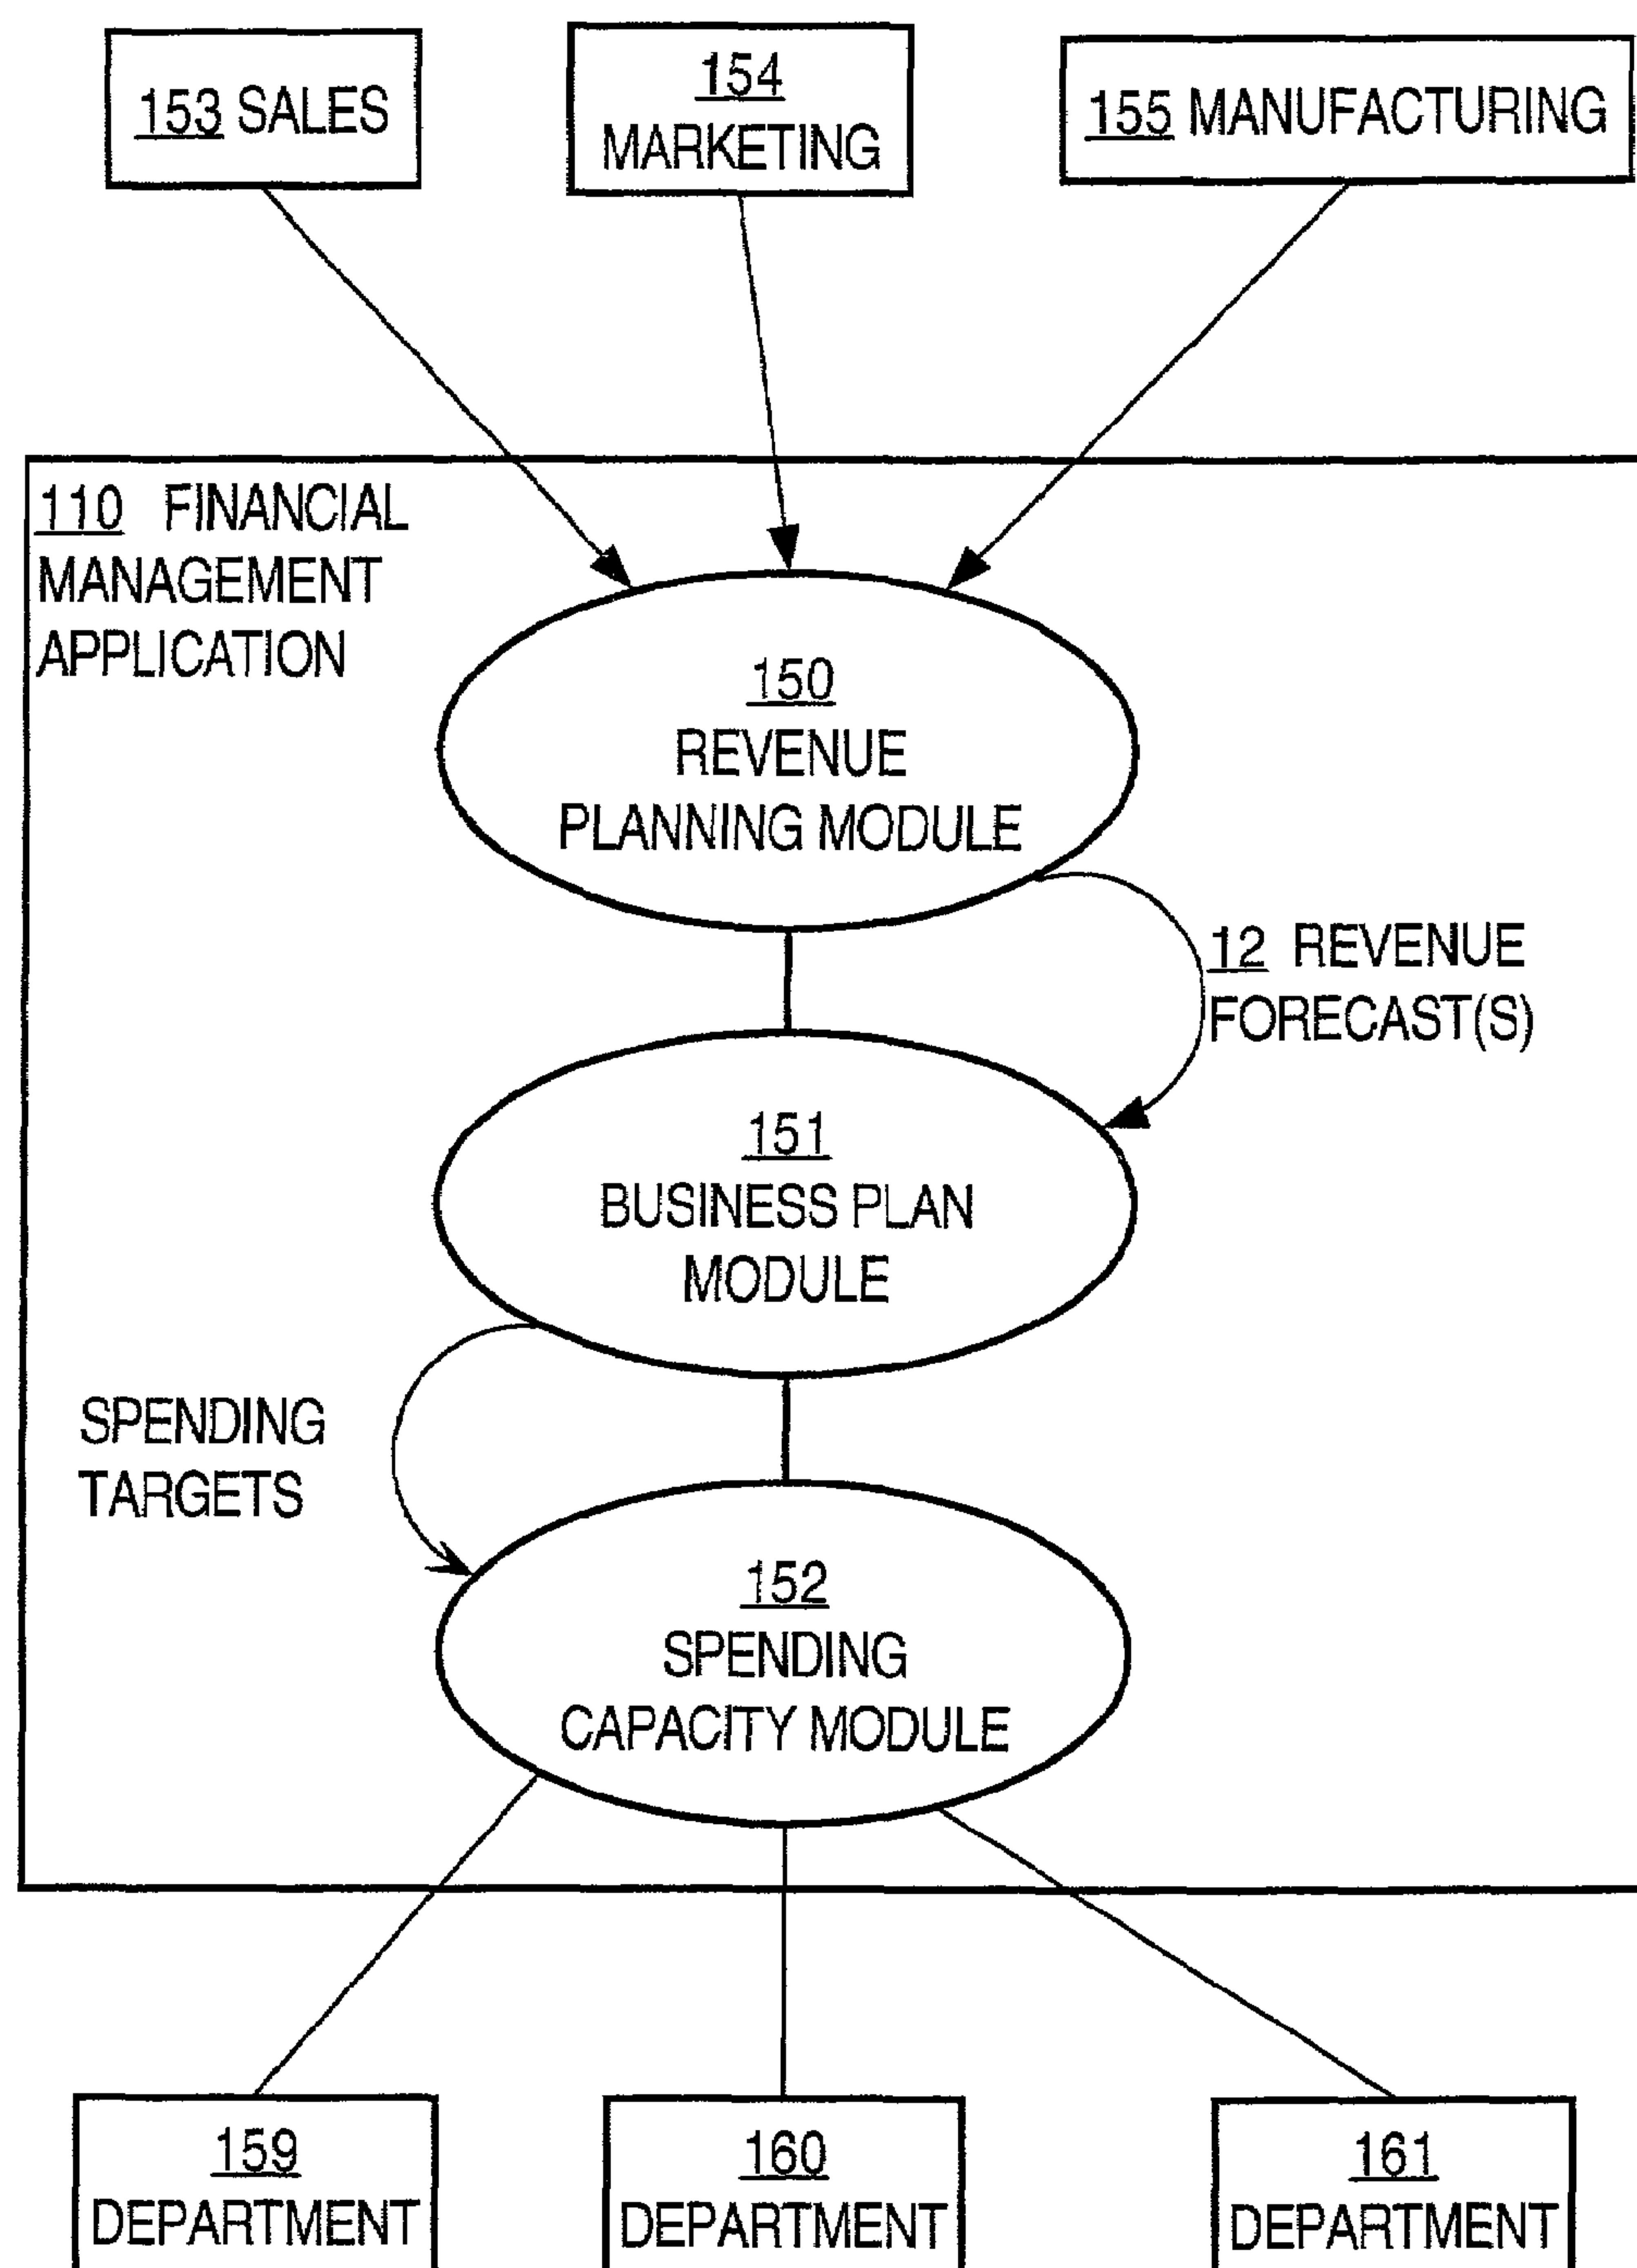 153 SALES
154
MARKETING
155 MANUFACTURING
110 FINANCIAL
MANAGEMENT
APPLICATION
150
REVENUE
PLANNING MODULE
12 REVENUE
FORECAST(S)
151
BUSINESS PLAN
MODULE
SPENDING
TARGETS
152
SPENDING
CAPACITY MODULE
159
DEPARTMENT
160
DEPARTMENT
161
DEPARTMENT